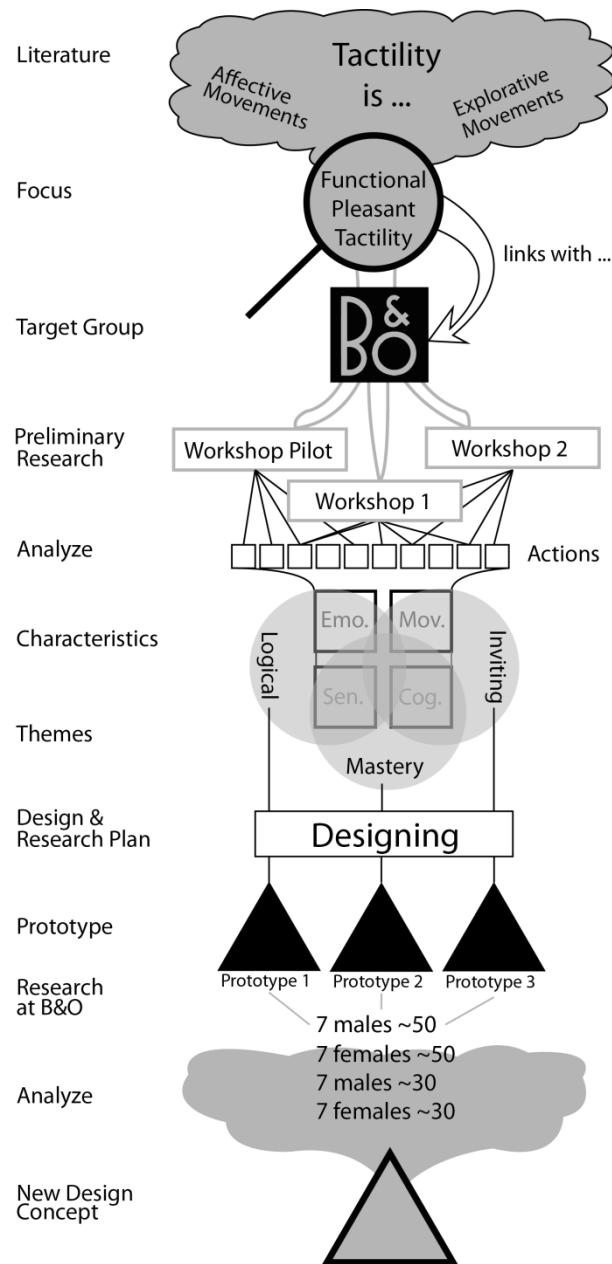 Literature
Tactility
is ...
Affective
Movements
Explorative
Movements
Focus
Functional
Pleasant
Tactility
links with ...
Target Group
B&O
Preliminary
Research
Workshop Pilot
Workshop 2
Workshop 1
Analyze
Actions
Characteristics
Emo.
Mov.
Logical
Inviting
Sen.
Cog.
Themes
Mastery
Design &
Research Plan
Designing
Prototype
Prototype 1
Prototype 2
Prototype 3
Research
at B&O
7 males ~50
7 females ~50
7 males ~30
7 females ~30
Analyze
New Design
Concept